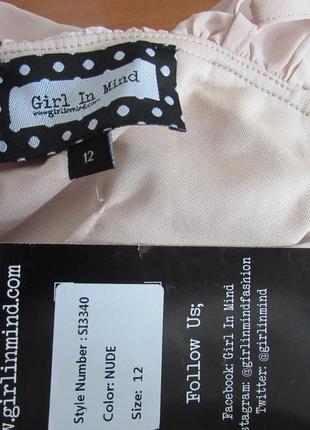 Girl In Mind
www.girlinmind.com
12
Style Number : SI3340
Color: NUDE
Size: 12
Follow Us;
Facebook: Girl In Mind
Instagram: @girlinmindfashion
Twitter: @girlinmind
www.girlinmind.com